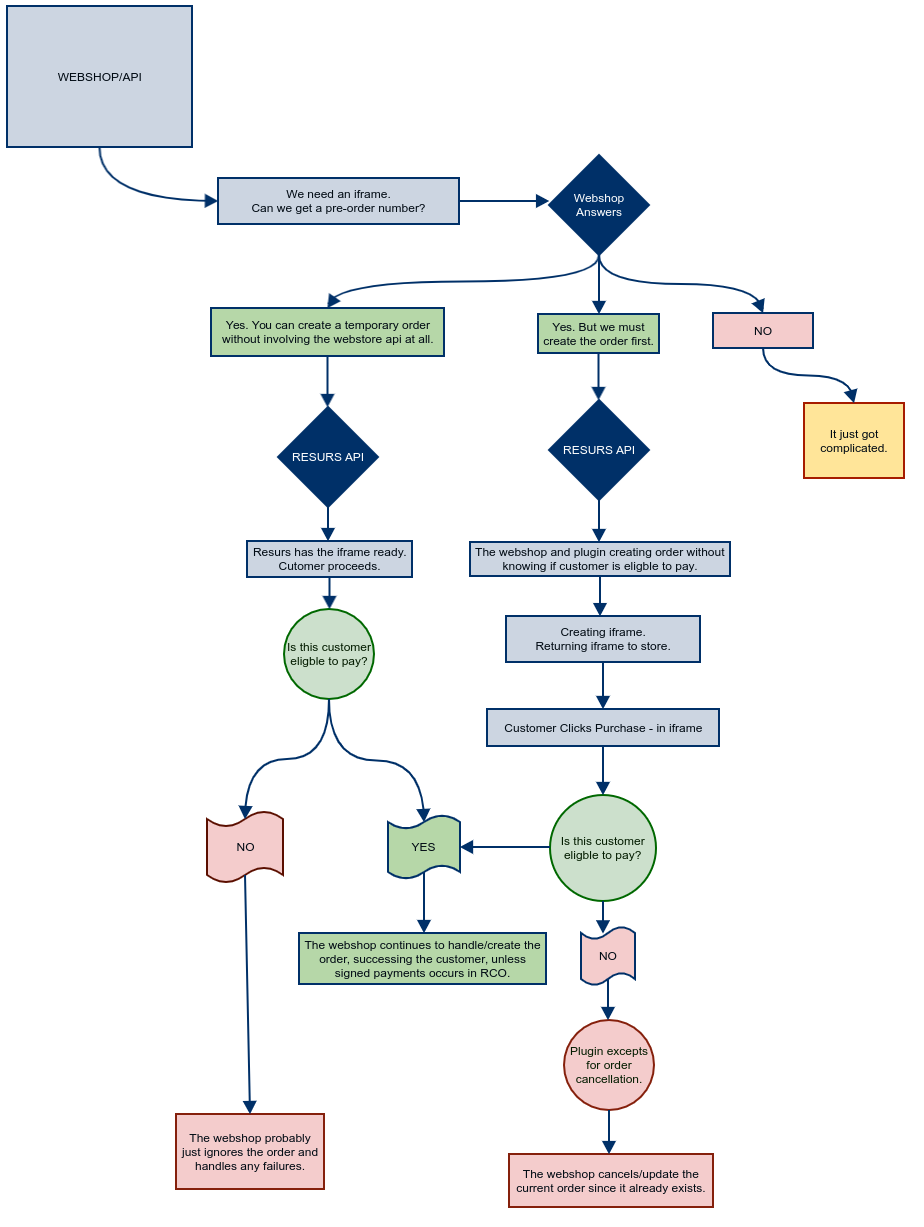 WEBSHOP/API
We need an iframe.
Can we get a pre-order number?
Webshop
Answers
Yes. You can create a temporary order
without involving the webstore api at all.
Yes. But we must
create the order first.
NO
It just got
complicated.
RESURS API
RESURS API
Resurs has the iframe ready.
Cutomer proceeds.
The webshop and plugin creating order without
knowing if customer is eligble to pay.
Is this customer
eligble to pay?
Creating iframe.
Returning iframe to store.
Customer Clicks Purchase - in iframe
NO
YES
Is this customer
eligble to pay?
The webshop continues to handle/create the
order, successing the customer, unless
signed payments occurs in RCO.
NO
Plugin excepts
for order
cancellation.
The webshop probably
just ignores the order and
handles any failures.
The webshop cancels/update the
current order since it already exists.